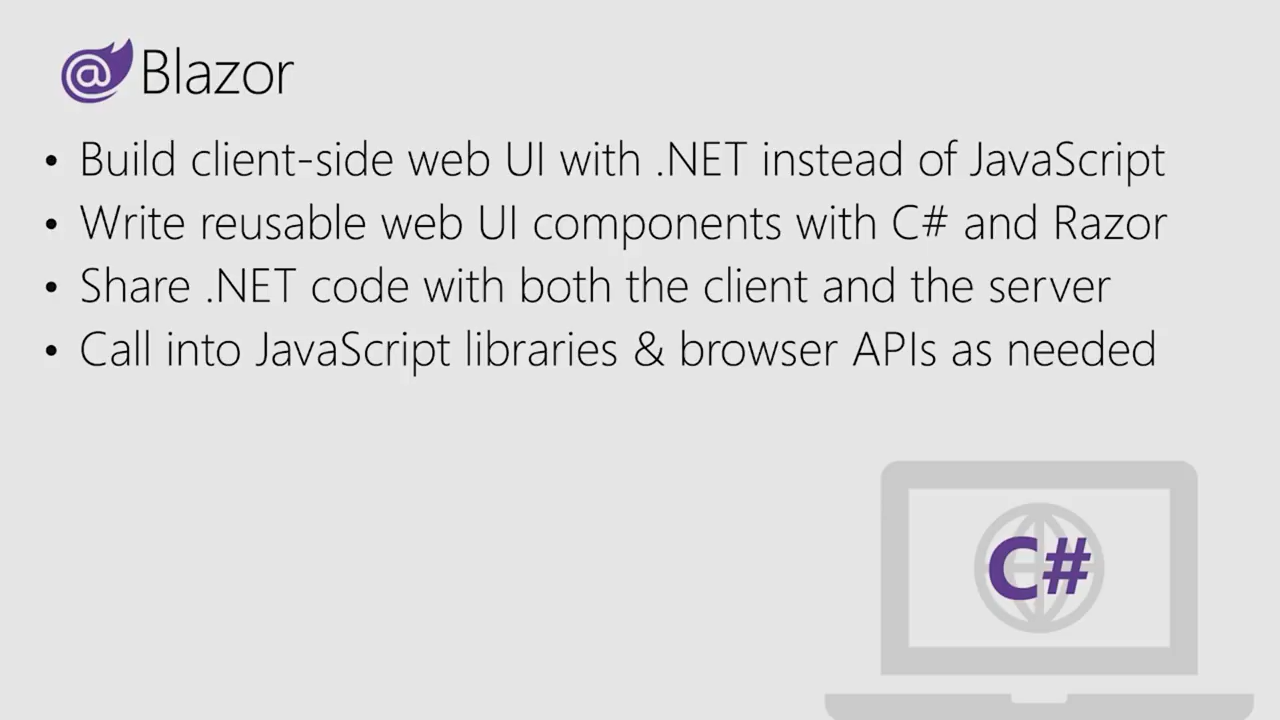 @ Blazor
• Build client-side web UI with .NET instead of JavaScript
• Write reusable web UI components with C# and Razor
• Share .NET code with both the client and the server
• Call into JavaScript libraries & browser APIs as needed
C#